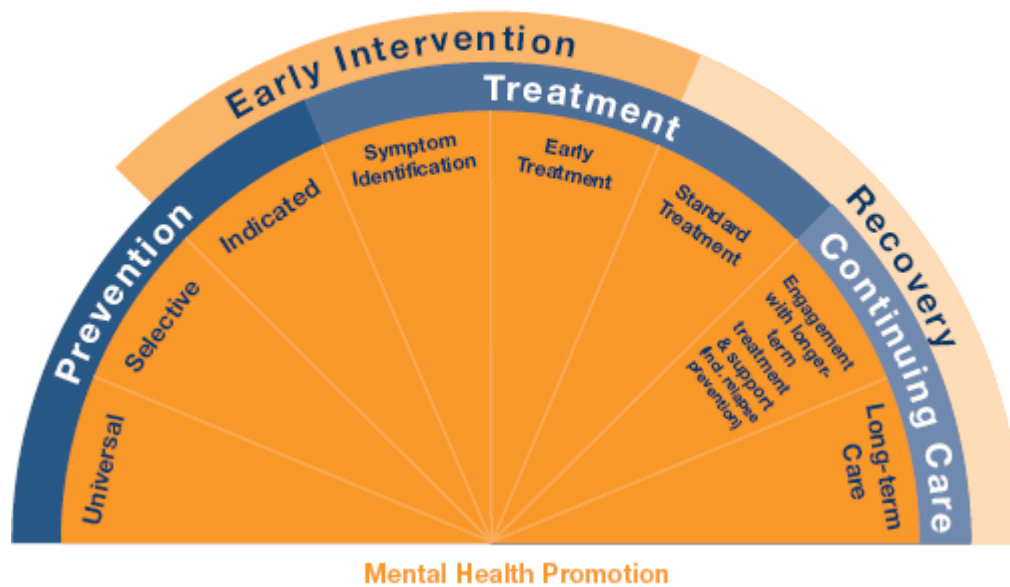 Early Intervention
Treatment
Prevention
Recovery
Continuing Care
Universal
Selective
Indicated
Symptom
Identification
Early
Treatment
Standard
Treatment
Engagement
with longer-
term
treatment
& support
(incl. relapse
prevention)
Long-term
Care
Mental Health Promotion